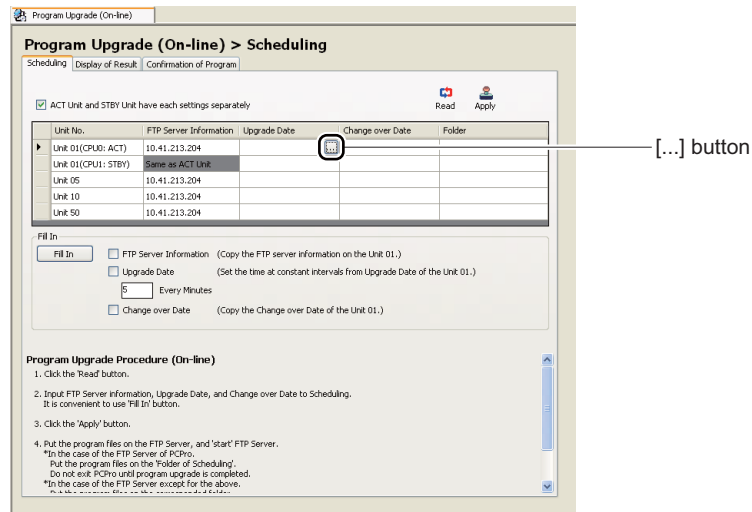 Program Upgrade (On-line)
Program Upgrade (On-line) > Scheduling
Scheduling Display of Result Confirmation of Program
ACT Unit and STBY Unit have each settings separately
Read Apply
Unit No. FTP Server Information Upgrade Date Change over Date Folder
Unit 01(CPU0: ACT) 10.41.213.204 ... [...] button
Unit 01(CPU1: STBY) Same as ACT Unit
Unit 05 10.41.213.204
Unit 10 10.41.213.204
Unit 50 10.41.213.204
Fill In
Fill In FTP Server Information (Copy the FTP server information on the Unit 01.)
Upgrade Date (Set the time at constant intervals from Upgrade Date of the Unit 01.)
5 Every Minutes
Change over Date (Copy the Change over Date of the Unit 01.)
Program Upgrade Procedure (On-line)
1. Click the 'Read' button.
2. Input FTP Server information, Upgrade Date, and Change over Date to Scheduling.
It is convenient to use 'Fill In' button.
3. Click the 'Apply' button.
4. Put the program files on the FTP Server, and 'start' FTP Server.
*In the case of the FTP Server of PCPro.
Put the program files on the 'Folder of Scheduling'.
Do not exit PCPro until program upgrade is completed.
*In the case of the FTP Server except for the above.
Put the program files on the corresponded folder.